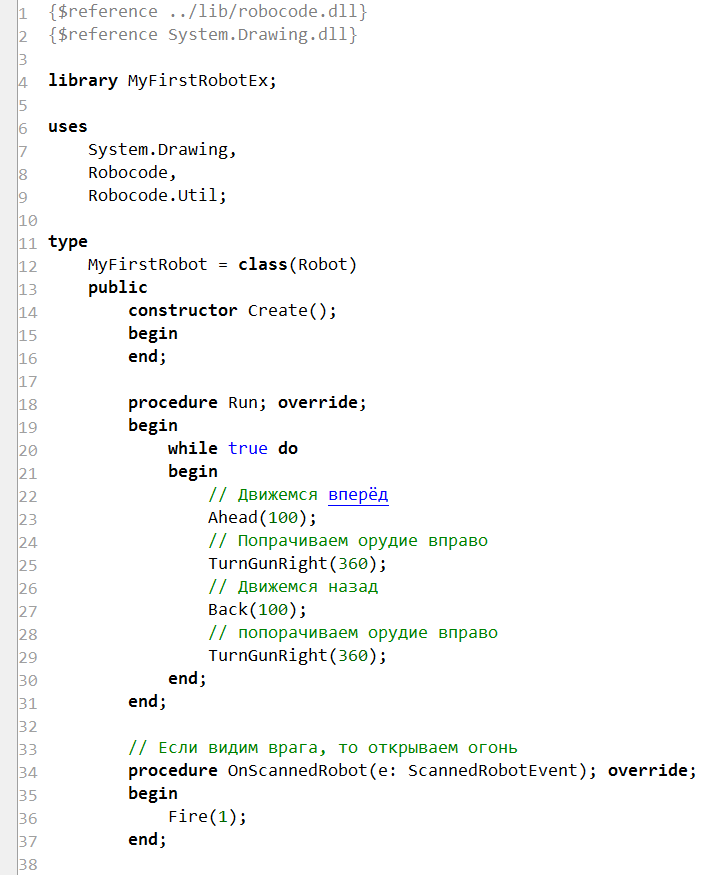 1 {$reference ../lib/robocode.dll}
2 {$reference System.Drawing.dll}
3
4 library MyFirstRobotEx;
5
6 uses
7     System.Drawing,
8     Robocode,
9     Robocode.Util;
10
11 type
12     MyFirstRobot = class(Robot)
13     public
14         constructor Create();
15         begin
16         end;
17
18         procedure Run; override;
19         begin
20             while true do
21             begin
22                 // Движемся вперёд
23                 Ahead(100);
24                 // Попрачиваем орудие вправо
25                 TurnGunRight(360);
26                 // Движемся назад
27                 Back(100);
28                 // попорачиваем орудие вправо
29                 TurnGunRight(360);
30             end;
31         end;
32
33         // Если видим врага, то открываем огонь
34         procedure OnScannedRobot(e: ScannedRobotEvent); override;
35         begin
36             Fire(1);
37         end;
38